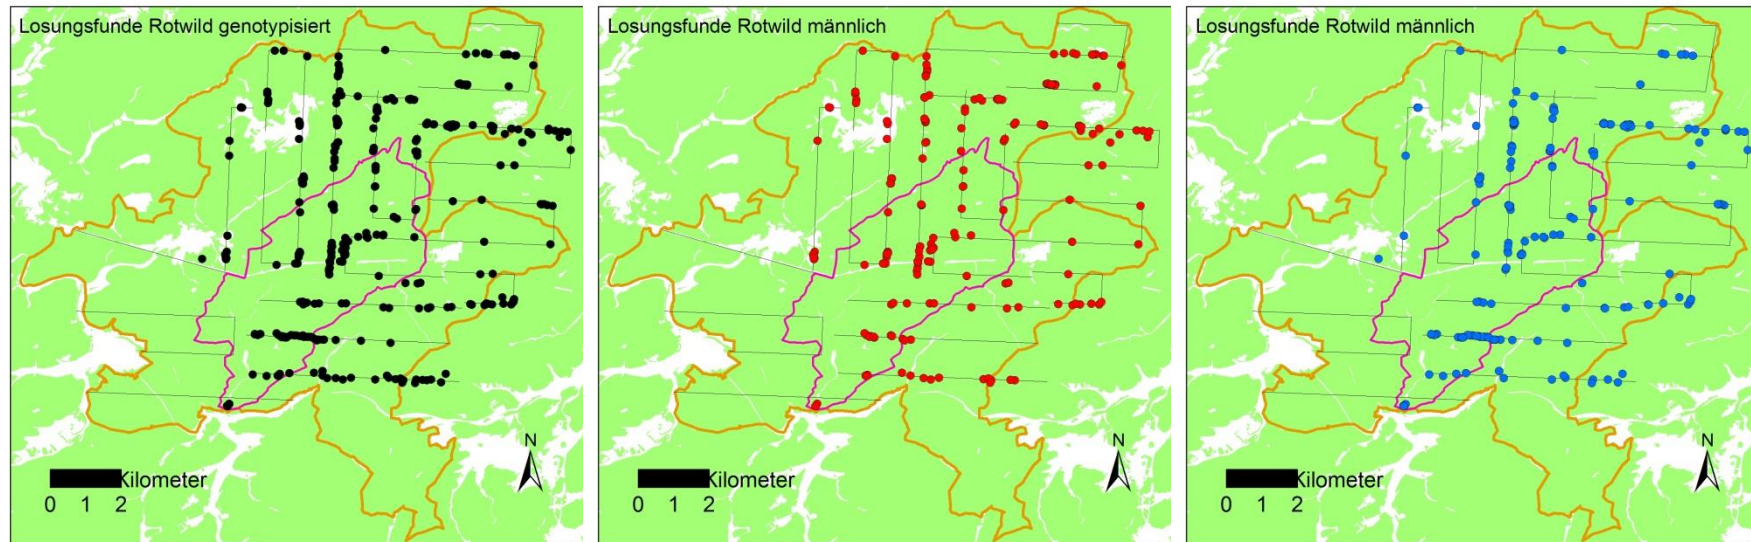 Losungsfunde Rotwild genotypisiert
N
Kilometer
0 1 2
Losungsfunde Rotwild männlich
N
Kilometer
0 1 2
Losungsfunde Rotwild männlich
N
Kilometer
0 1 2